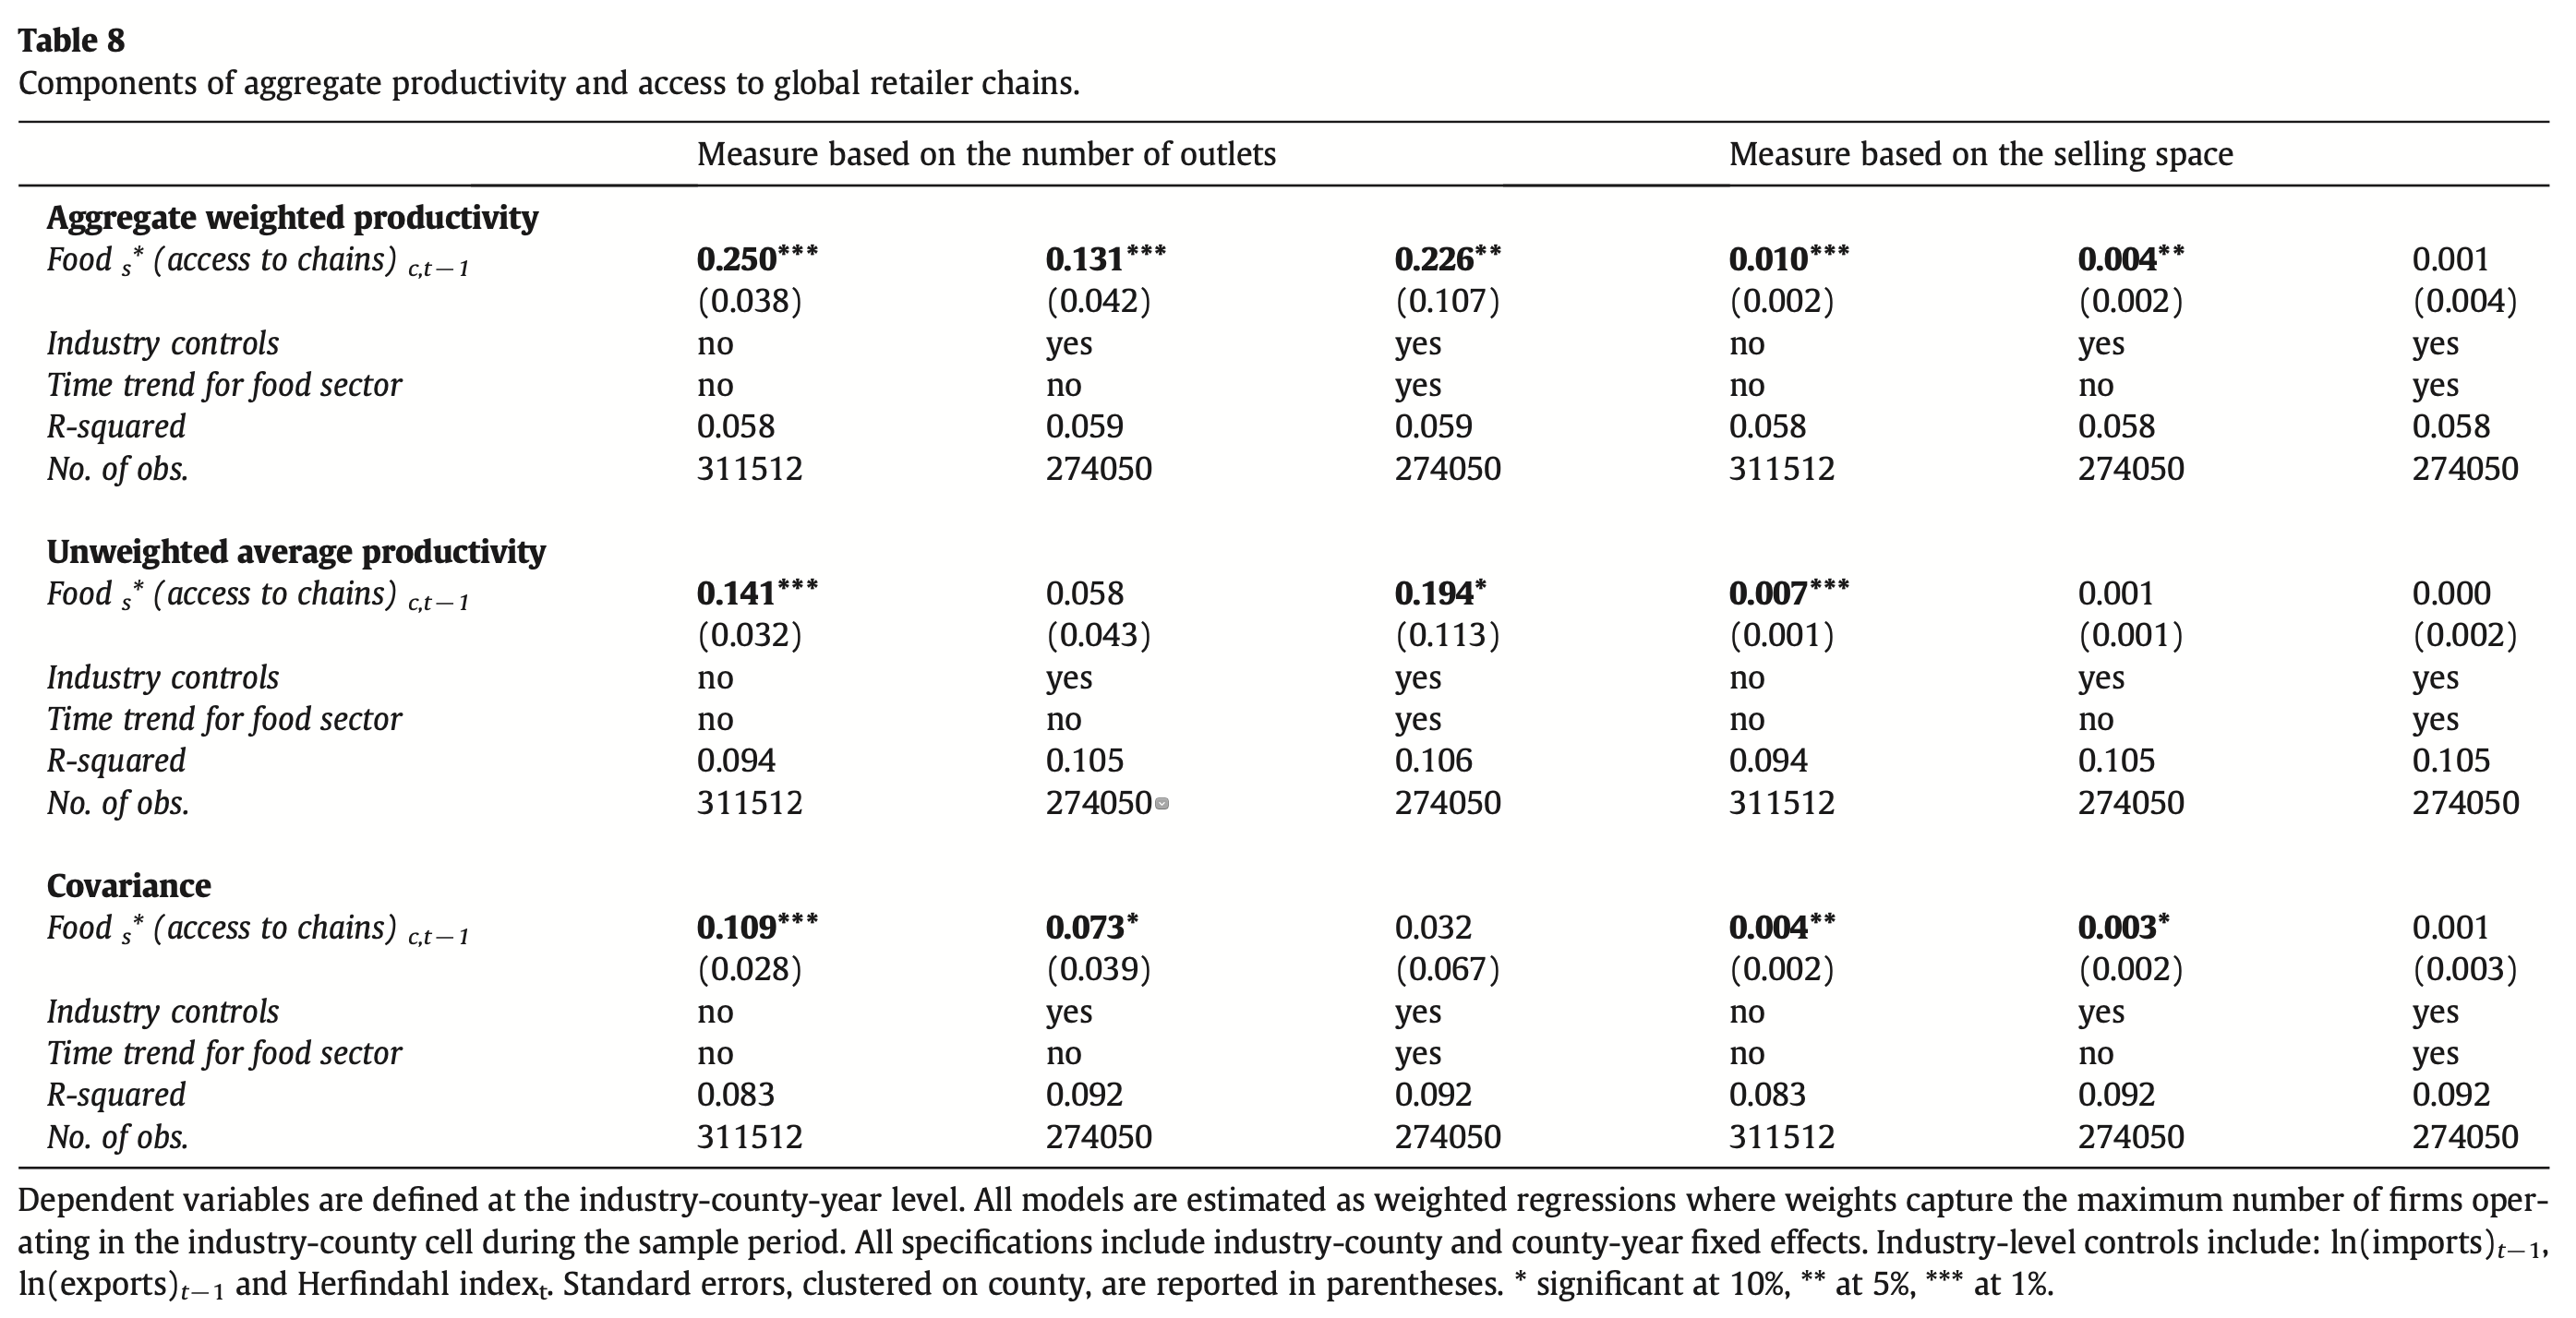 Table 8
Components of aggregate productivity and access to global retailer chains.
Measure based on the number of outlets Measure based on the selling space
Aggregate weighted productivity
Food s* (access to chains) c,t−1 0.250*** 0.131*** 0.226** 0.010*** 0.004** 0.001
(0.038) (0.042) (0.107) (0.002) (0.002) (0.004)
Industry controls no yes yes no yes yes
Time trend for food sector no no yes no no yes
R-squared 0.058 0.059 0.059 0.058 0.058 0.058
No. of obs. 311512 274050 274050 311512 274050 274050
Unweighted average productivity
Food s* (access to chains) c,t−1 0.141*** 0.058 0.194* 0.007*** 0.001 0.000
(0.032) (0.043) (0.113) (0.001) (0.001) (0.002)
Industry controls no yes yes no yes yes
Time trend for food sector no no yes no no yes
R-squared 0.094 0.105 0.106 0.094 0.105 0.105
No. of obs. 311512 274050 274050 311512 274050 274050
Covariance
Food s* (access to chains) c,t−1 0.109*** 0.073* 0.032 0.004** 0.003* 0.001
(0.028) (0.039) (0.067) (0.002) (0.002) (0.003)
Industry controls no yes yes no yes yes
Time trend for food sector no no yes no no yes
R-squared 0.083 0.092 0.092 0.083 0.092 0.092
No. of obs. 311512 274050 274050 311512 274050 274050
Dependent variables are defined at the industry-county-year level. All models are estimated as weighted regressions where weights capture the maximum number of firms oper-
ating in the industry-county cell during the sample period. All specifications include industry-county and county-year fixed effects. Industry-level controls include: ln(imports)t−1,
ln(exports)t−1 and Herfindahl indext. Standard errors, clustered on county, are reported in parentheses. * significant at 10%, ** at 5%, *** at 1%.